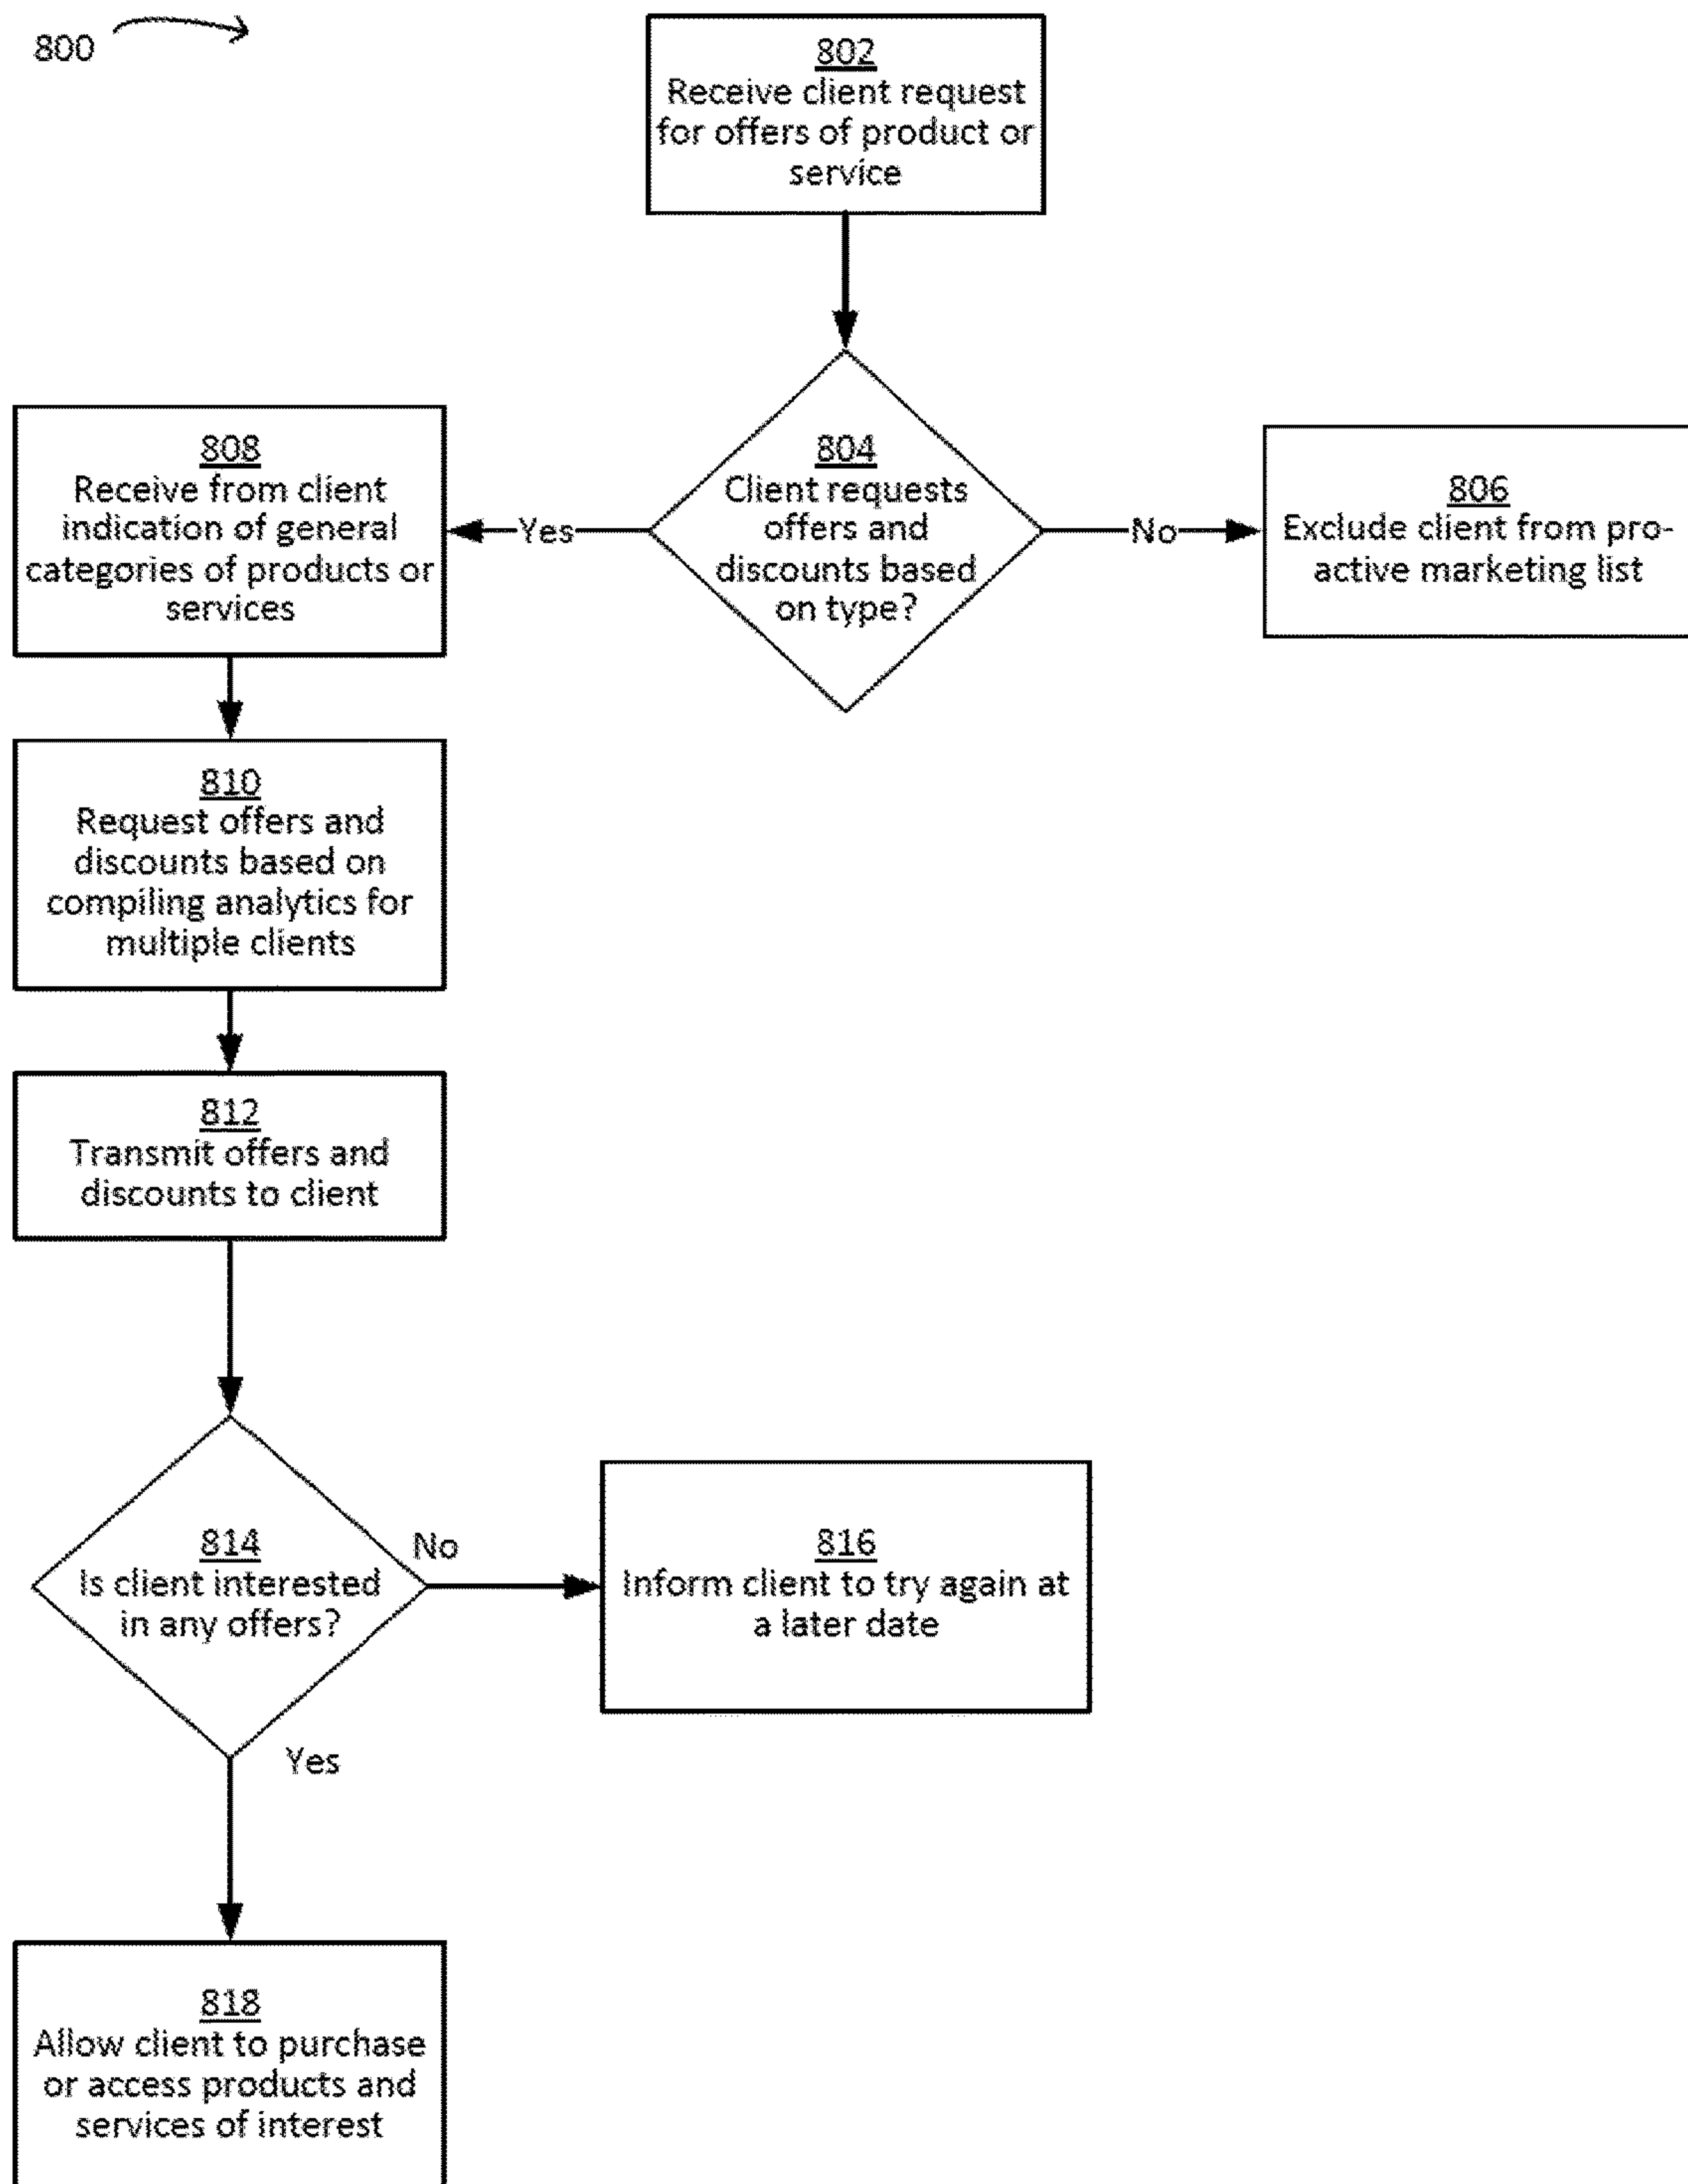 800
802
Receive client request
for offers of product or
service
804
Client requests
offers and
discounts based
on type?
Yes
No
806
Exclude client from pro-
active marketing list
808
Receive from client
indication of general
categories of products or
services
810
Request offers and
discounts based on
compiling analytics for
multiple clients
812
Transmit offers and
discounts to client
814
Is client interested
in any offers?
No
816
Inform client to try again at
a later date
Yes
818
Allow client to purchase
or access products and
services of interest